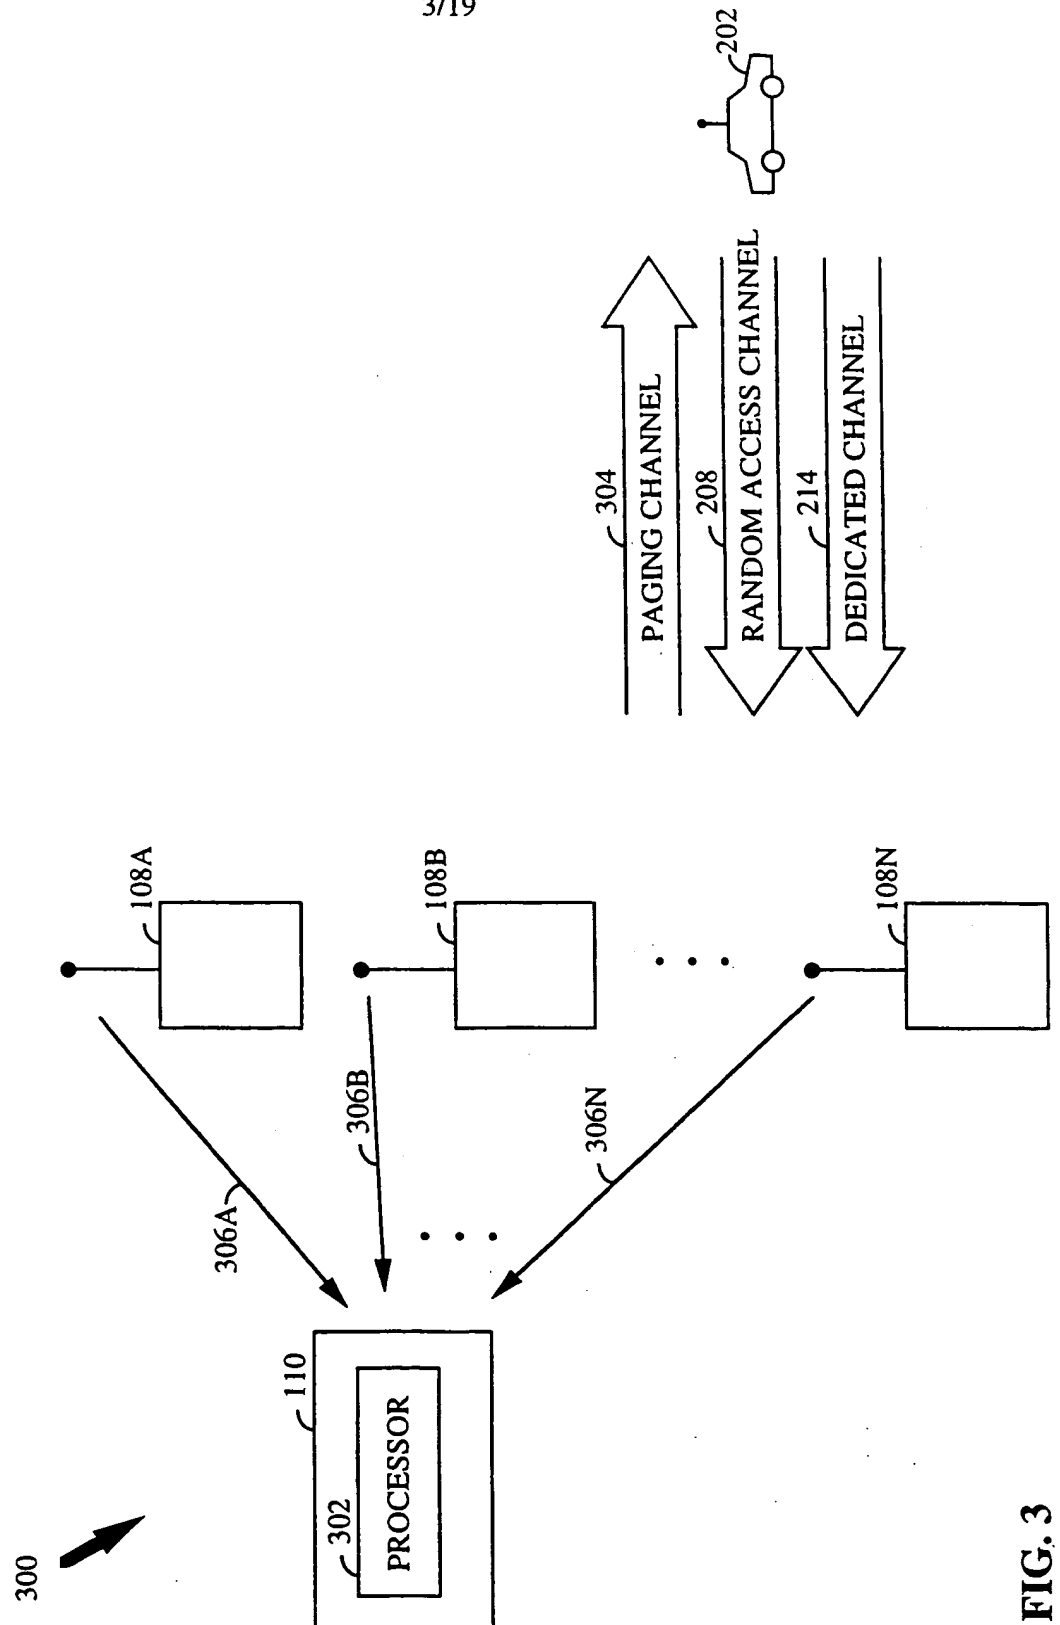 3/19
300
110
302
PROCESSOR
306A
306B
306N
108A
108B
108N
304
PAGING CHANNEL
208
RANDOM ACCESS CHANNEL
214
DEDICATED CHANNEL
202
FIG. 3